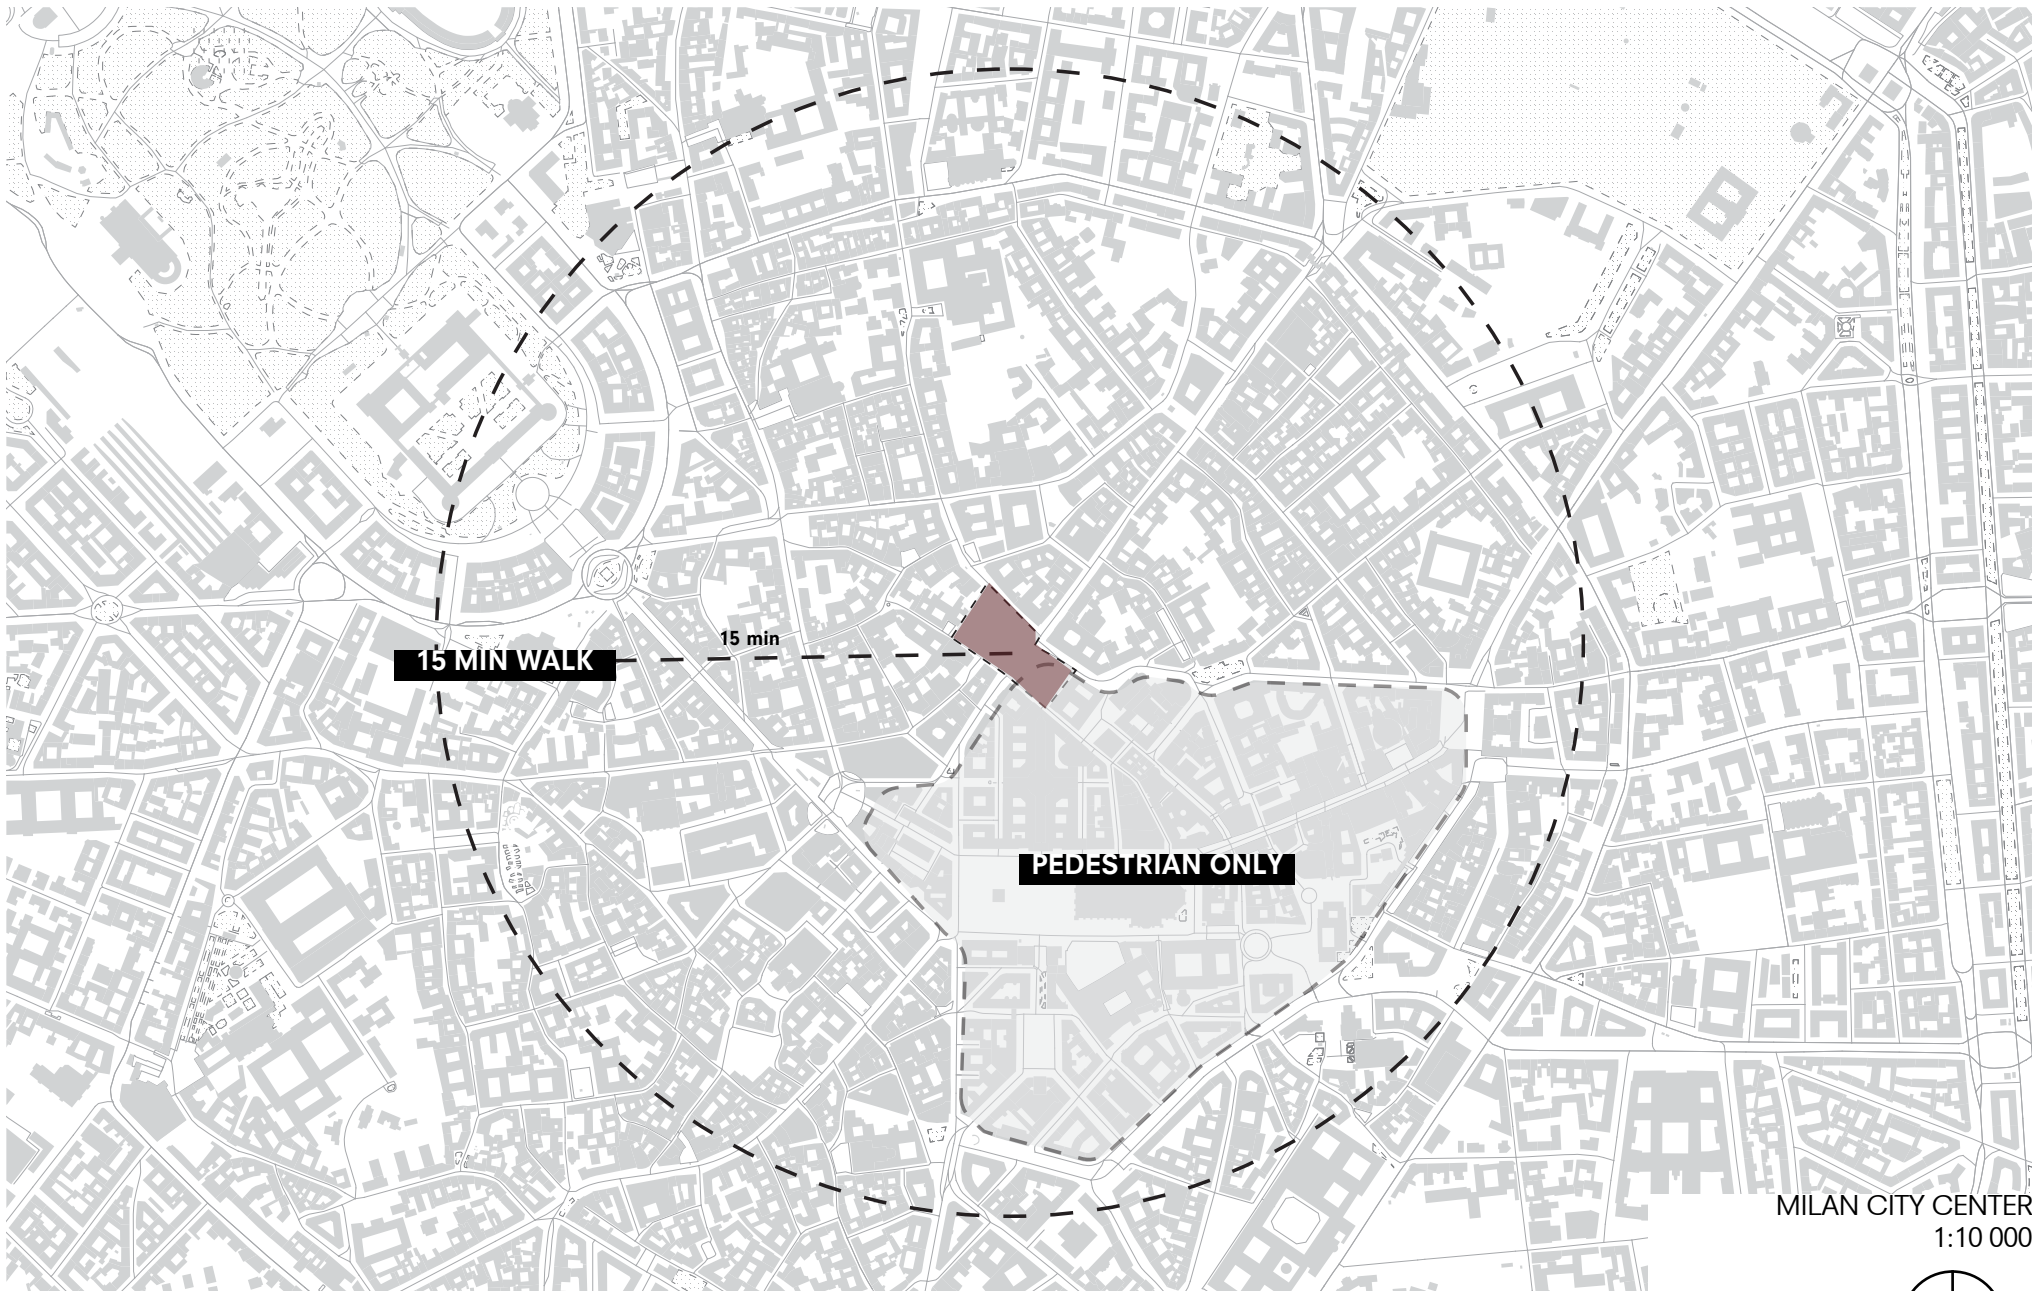 15 min
15 MIN WALK
PEDESTRIAN ONLY
MILAN CITY CENTER
1:10 000